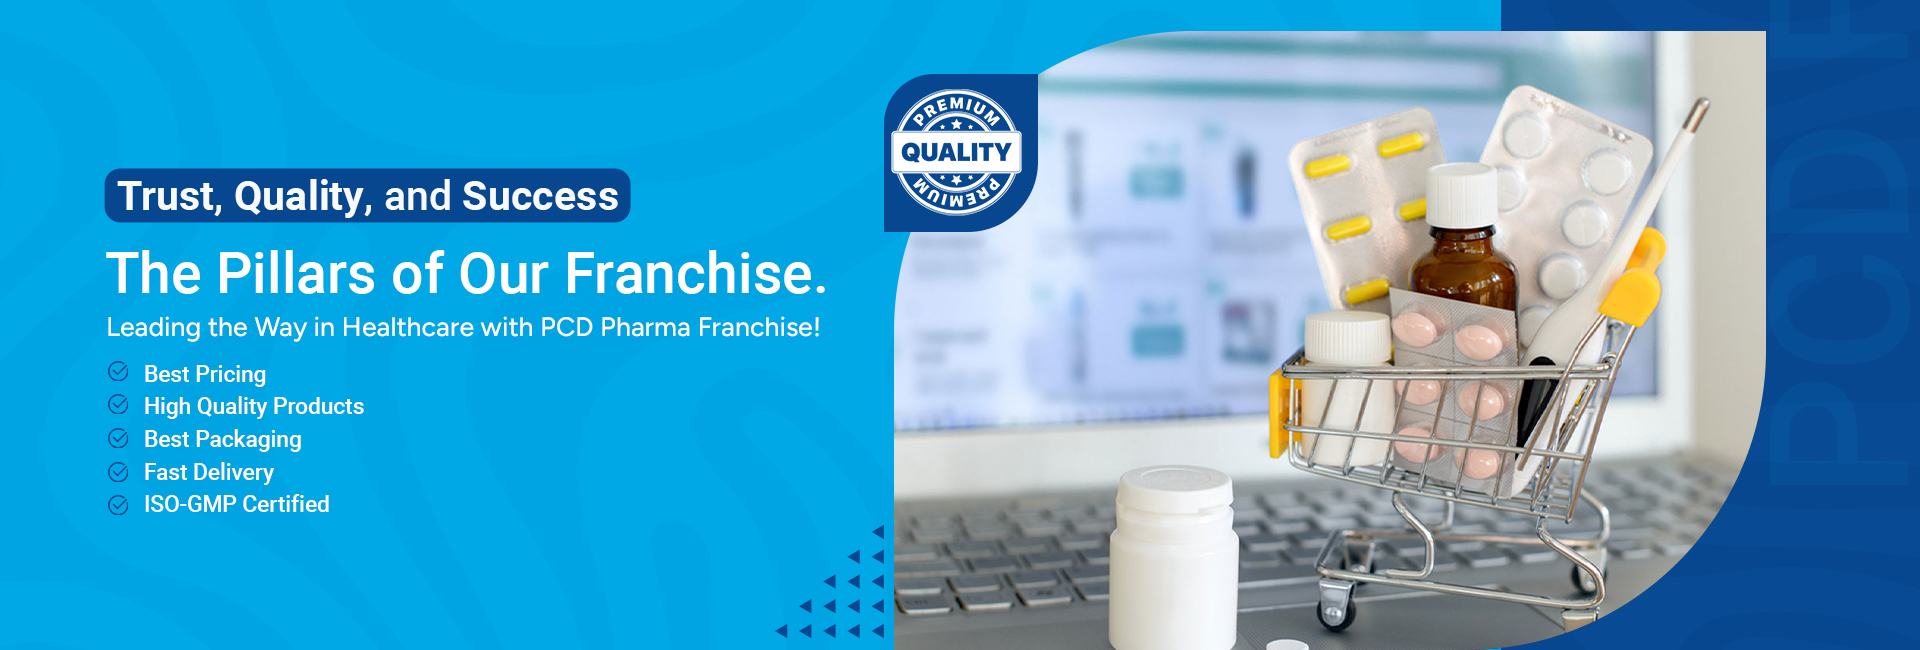 Trust, Quality, and Success
The Pillars of Our Franchise.
Leading the Way in Healthcare with PCD Pharma Franchise!
Best Pricing
High Quality Products
Best Packaging
Fast Delivery
ISO-GMP Certified
PREMIUM
QUALITY
PREMIUM
PCD